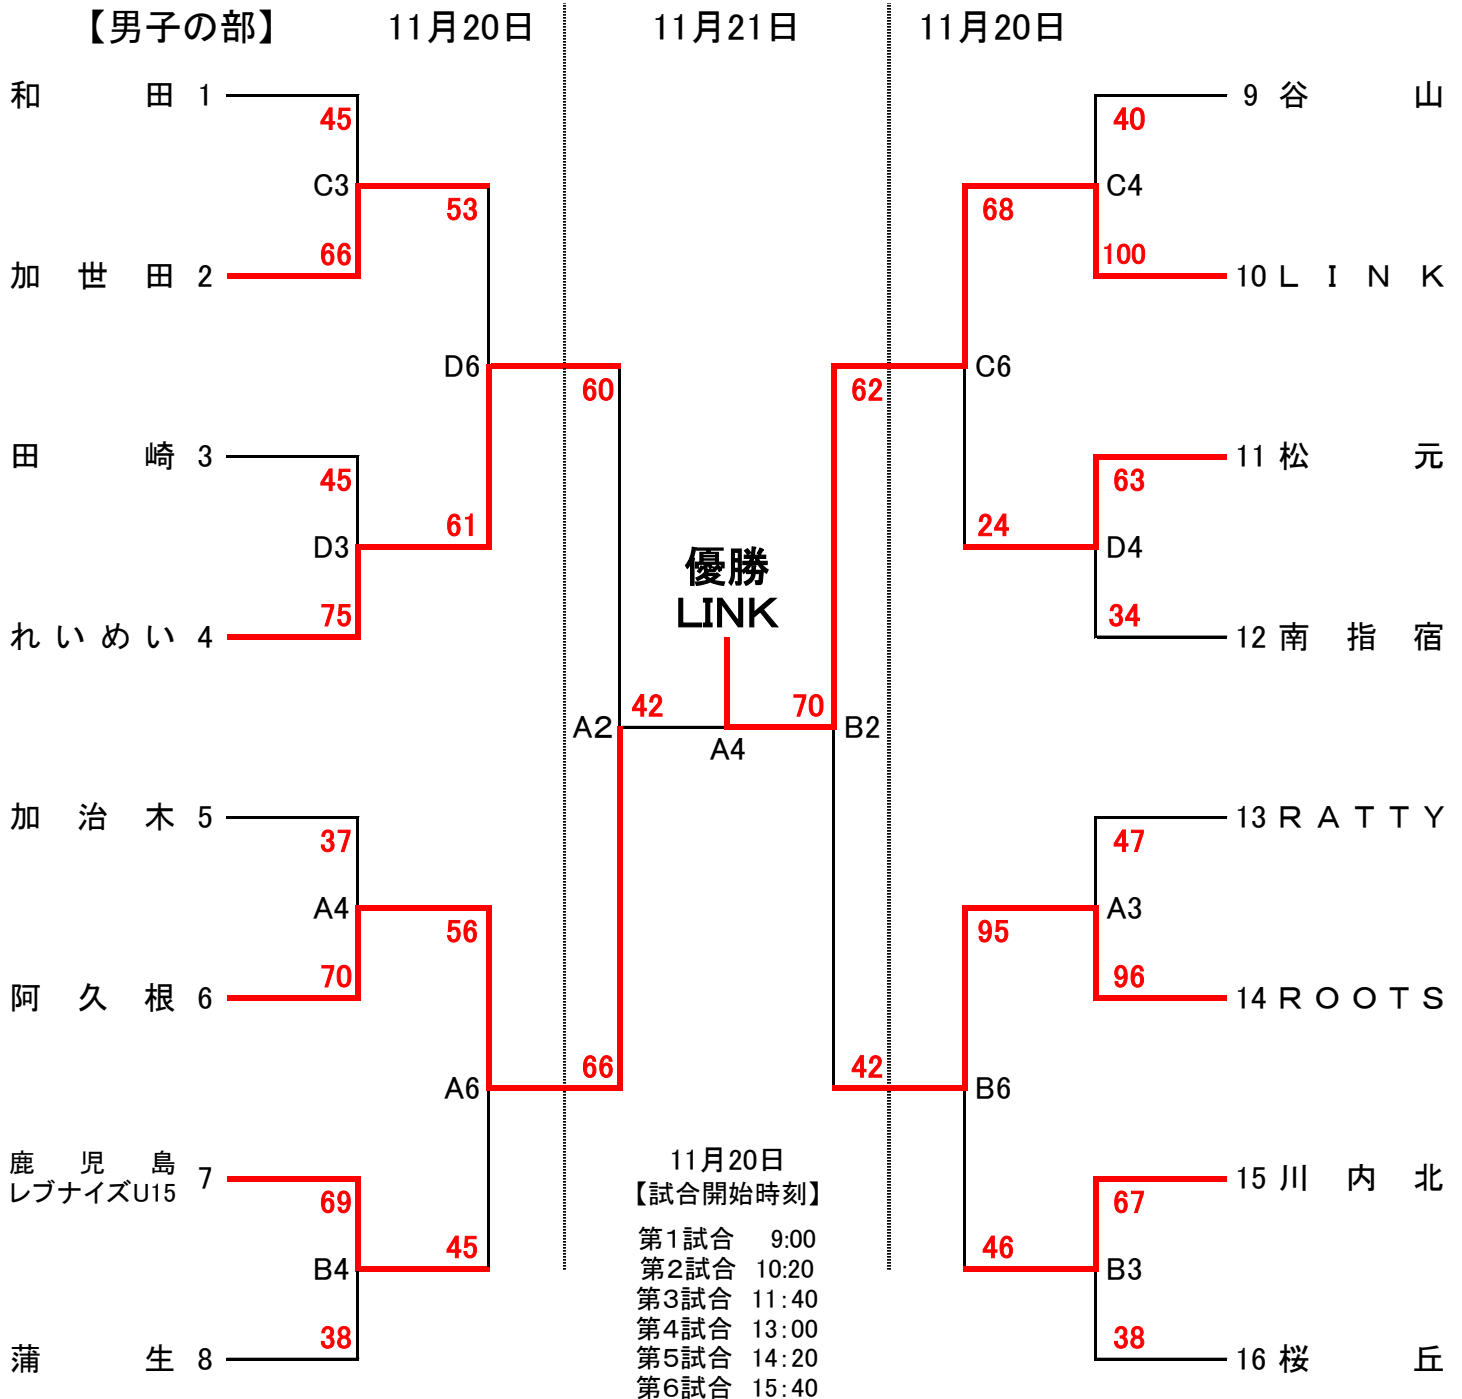 【男子の部】 11月20日 11月21日 11月20日
和田 1
45
C3
66
加世田 2
53
D6
田崎 3
45
D3
75
れいめい 4
61
60
加治木 5
37
A4
70
阿久根 6
56
A6
鹿児島
レブナイズU15 7
69
B4
38
蒲生 8
45
66
A2
42
優勝
LINK
A4
70
B2
62
42
9 谷山
40
C4
100
10 LINK
68
C6
11 松元
63
D4
34
12 南指宿
24
13 RATTY
47
A3
96
14 ROOTS
95
B6
15 川内北
67
B3
38
16 桜丘
46
11月20日
【試合開始時刻】
第1試合 9:00
第2試合 10:20
第3試合 11:40
第4試合 13:00
第5試合 14:20
第6試合 15:40